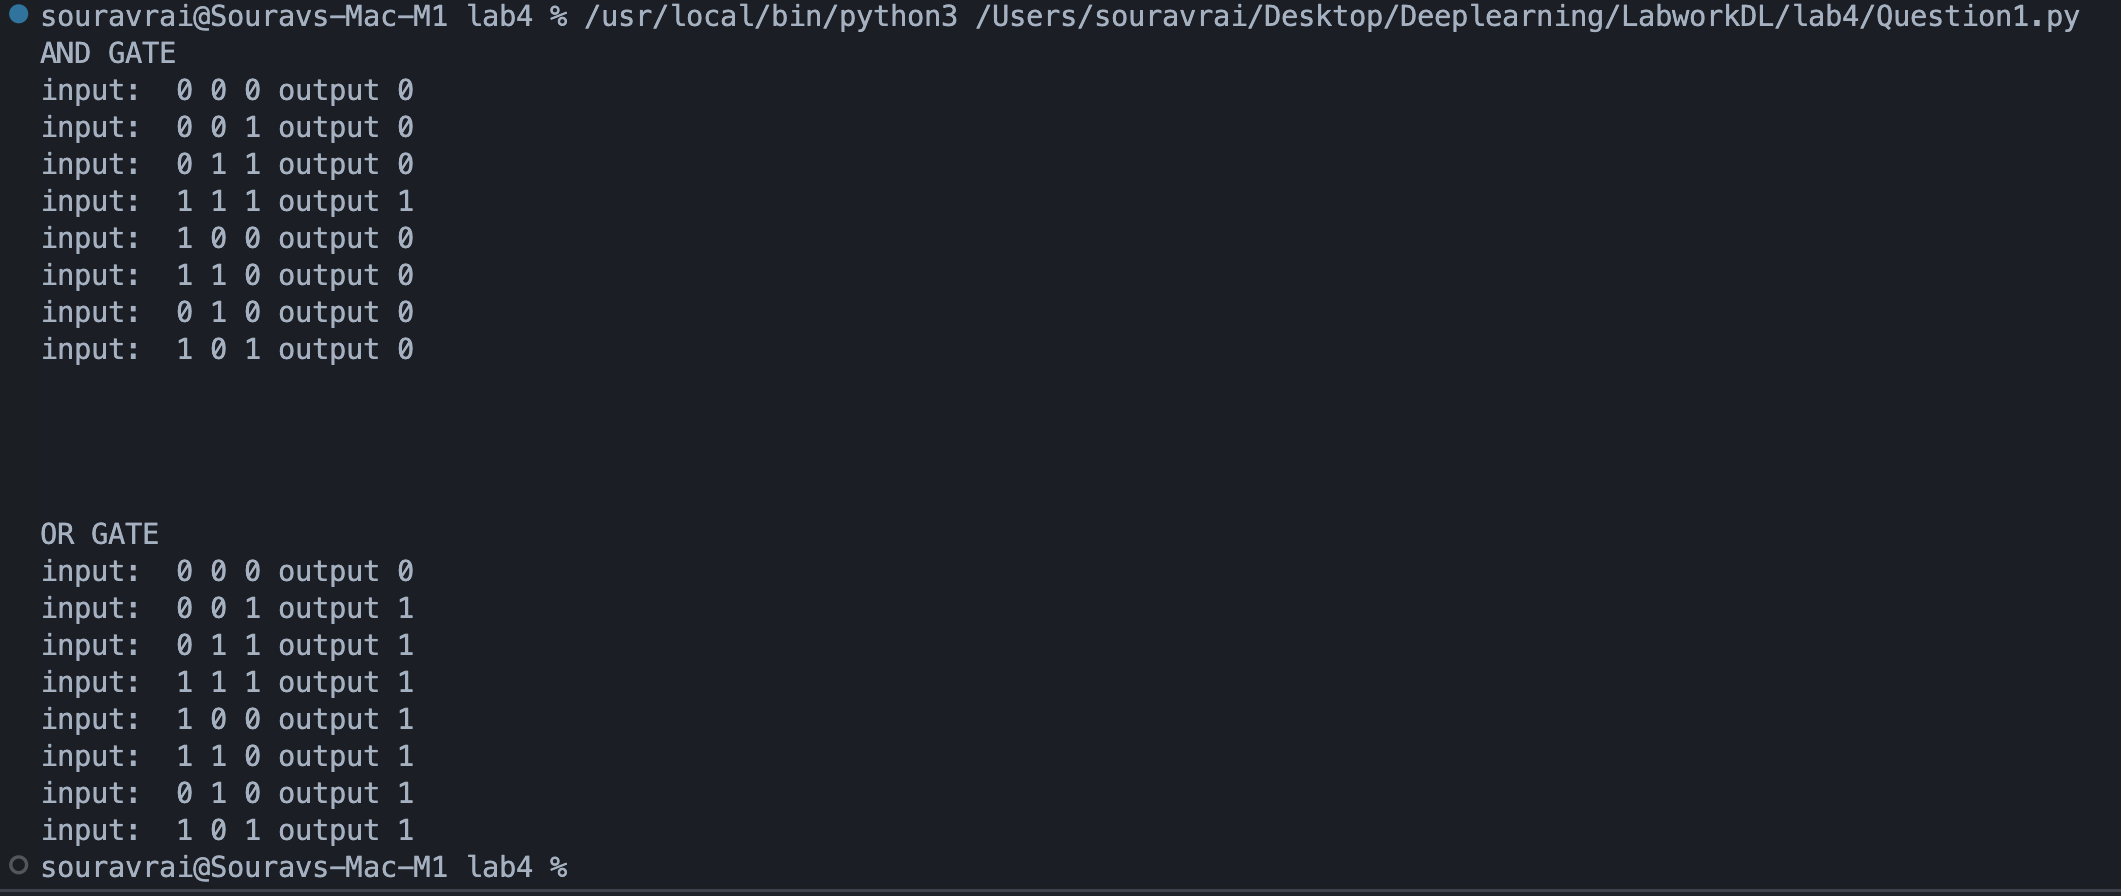 souravrai@Souravs-Mac-M1 lab4 % /usr/local/bin/python3 /Users/souravrai/Desktop/Deeplearning/LabworkDL/lab4/Question1.py
AND GATE
input:  0 0 0 output 0
input:  0 0 1 output 0
input:  0 1 1 output 0
input:  1 1 1 output 1
input:  1 0 0 output 0
input:  1 1 0 output 0
input:  0 1 0 output 0
input:  1 0 1 output 0
OR GATE
input:  0 0 0 output 0
input:  0 0 1 output 1
input:  0 1 1 output 1
input:  1 1 1 output 1
input:  1 0 0 output 1
input:  1 1 0 output 1
input:  0 1 0 output 1
input:  1 0 1 output 1
souravrai@Souravs-Mac-M1 lab4 %